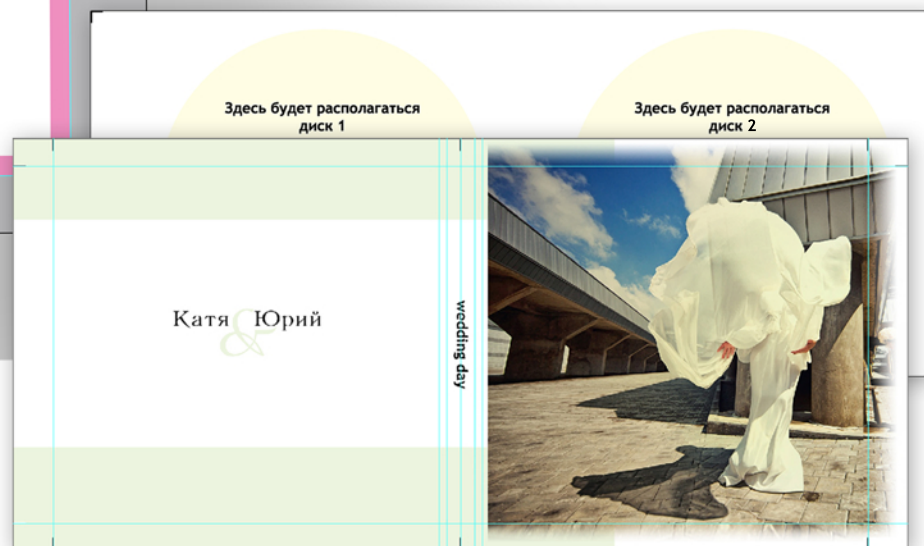 Здесь будет располагаться
диск 1
Здесь будет располагаться
диск 2
Катя & Юрий
wedding day